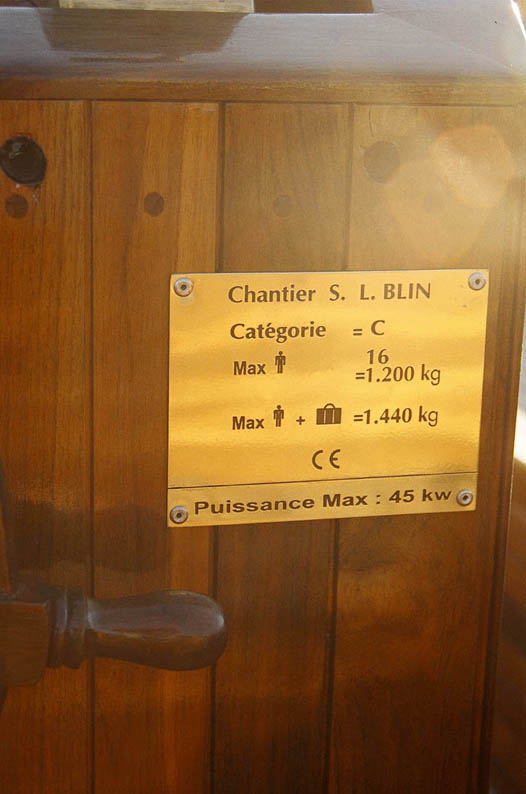 Chantier S. L. BLIN
Catégorie = C
Max 16
=1.200 kg
Max + =1.440 kg
CE
Puissance Max : 45 kw